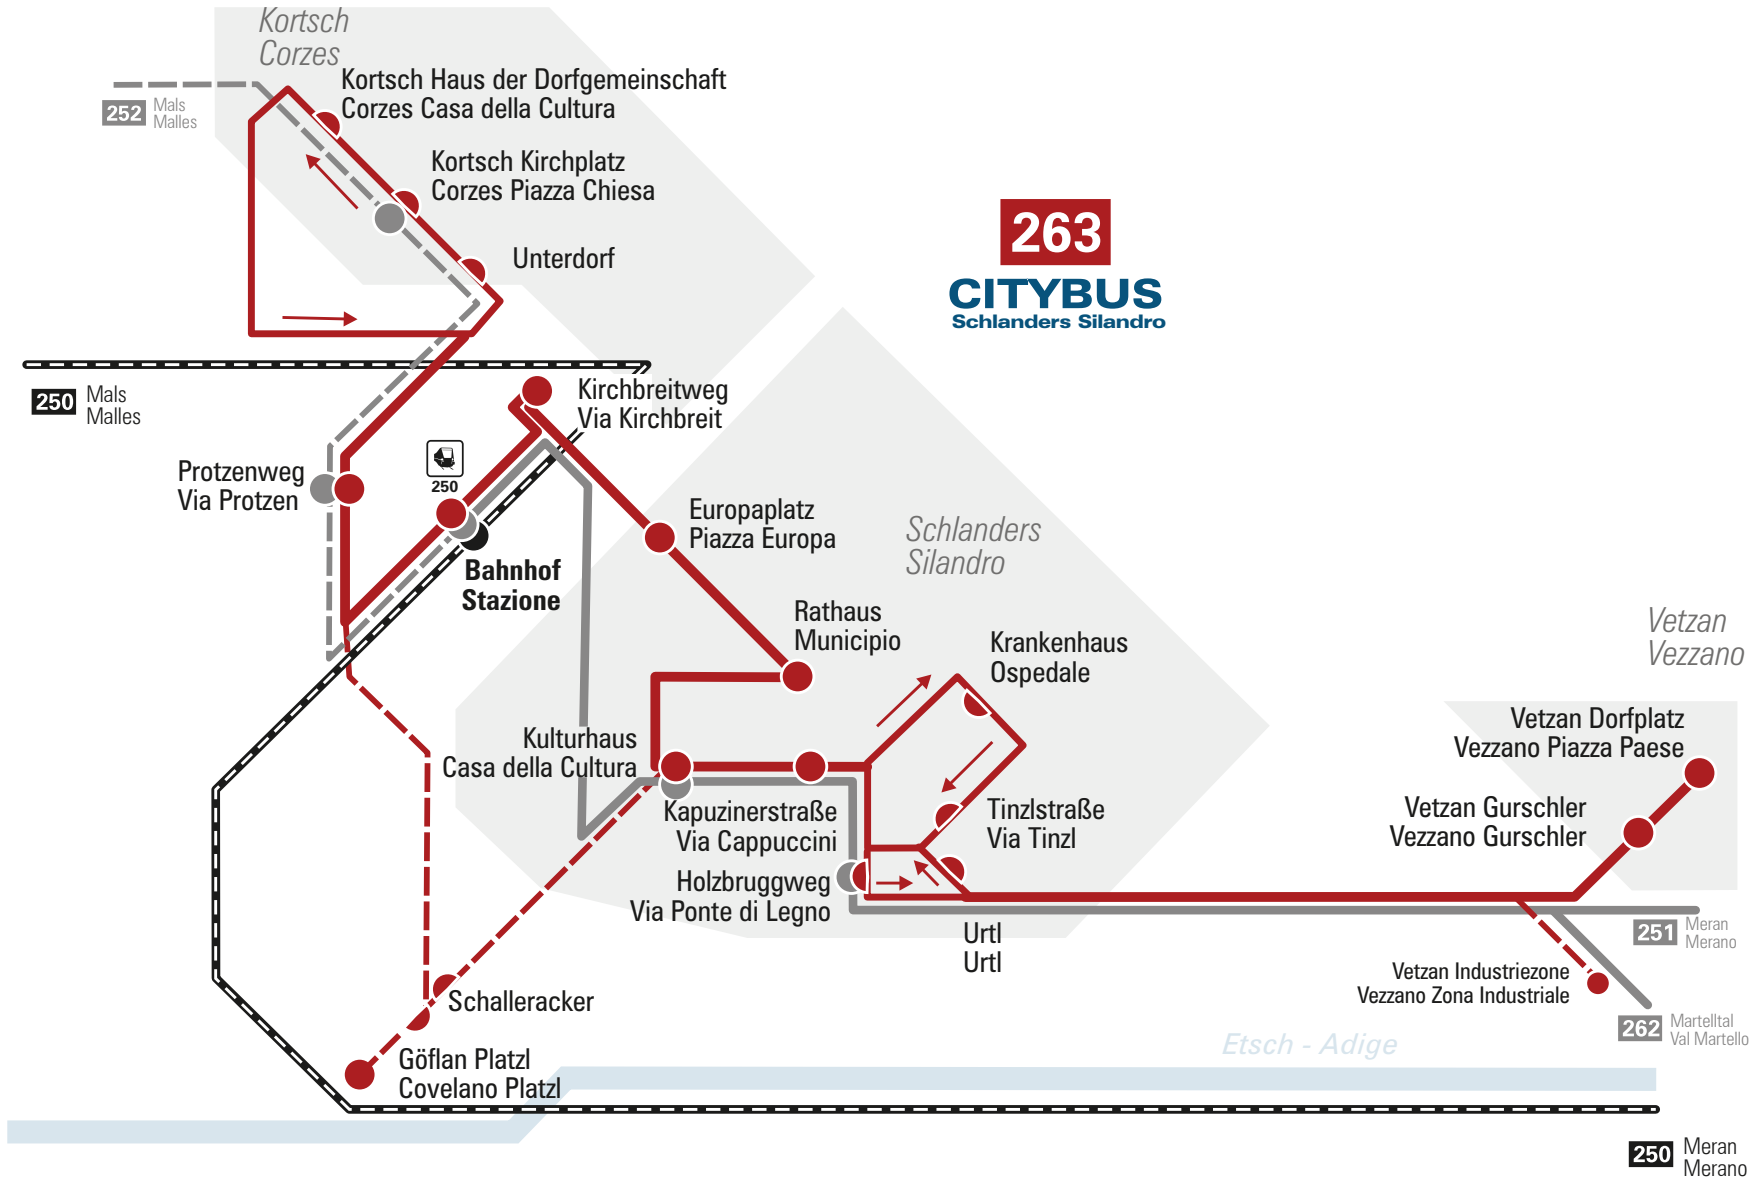 Kortsch
Corzes
Kortsch Haus der Dorfgemeinschaft
Corzes Casa della Cultura
252 Mals
Malles
Kortsch Kirchplatz
Corzes Piazza Chiesa
Unterdorf
263
CITYBUS
Schlanders Silandro
250 Mals
Malles
Kirchbreitweg
Via Kirchbreit
Protzenweg
Via Protzen
250
Bahnhof
Stazione
Europaplatz
Piazza Europa
Schlanders
Silandro
Rathaus
Municipio
Krankenhaus
Ospedale
Vetzan
Vezzano
Kulturhaus
Casa della Cultura
Vetzan Dorfplatz
Vezzano Piazza Paese
Kapuzinerstraße
Via Cappuccini
Tinzlstraße
Via Tinzl
Vetzan Gurschler
Vezzano Gurschler
Holzbruggweg
Via Ponte di Legno
Urtl
Urtl
251 Meran
Merano
Vetzan Industriezone
Vezzano Zona Industriale
Schalleracker
262 Martelltal
Val Martello
Etsch - Adige
Göflan Platzl
Covelano Platzl
250 Meran
Merano